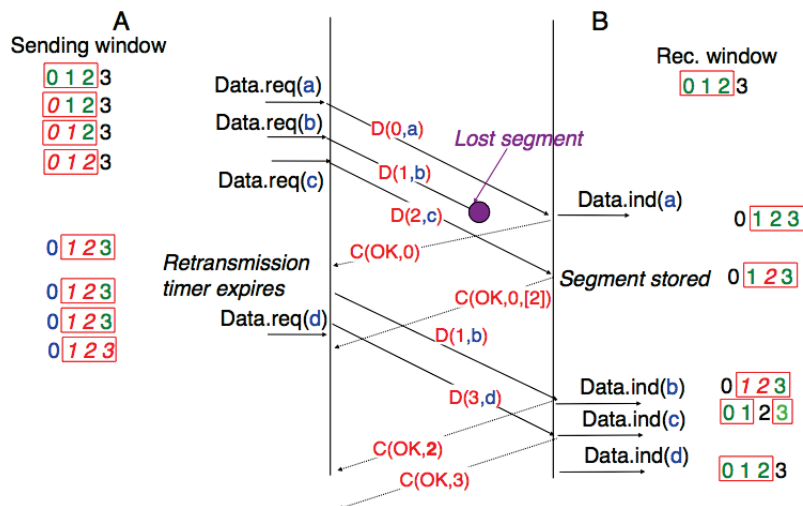 A
B
Sending window
Rec. window
0 1 2 3
0 1 2 3
0 1 2 3
0 1 2 3
0 1 2 3
Data.req(a)
Data.req(b)
Data.req(c)
D(0,a)
Lost segment
D(1,b)
D(2,c)
Data.ind(a)
0 1 2 3
C(OK,0)
0 1 2 3
Retransmission
timer expires
Segment stored
0 1 2 3
C(OK,0,[2])
0 1 2 3
0 1 2 3
0 1 2 3
Data.req(d)
D(1,b)
D(3,d)
Data.ind(b)
0 1 2 3
Data.ind(c)
0 1 2 3
C(OK,2)
Data.ind(d)
0 1 2 3
C(OK,3)